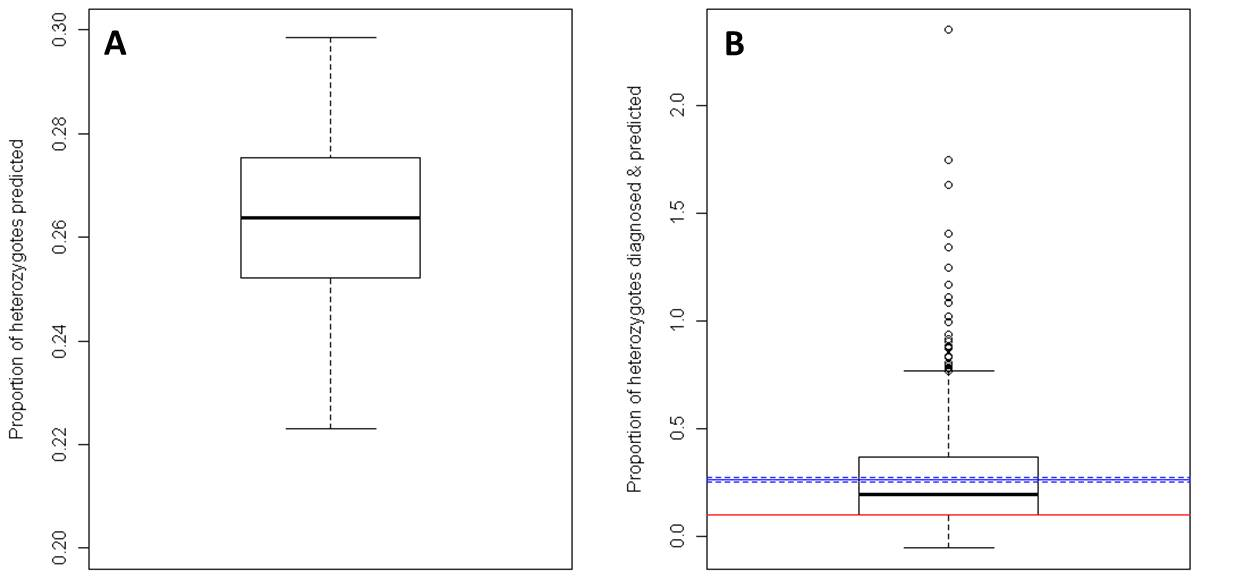 A
Proportion of heterozygotes predicted
0.30
0.28
0.26
0.24
0.22
0.20
B
Proportion of heterozygotes diagnosed & predicted
2.0
1.5
1.0
0.5
0.0